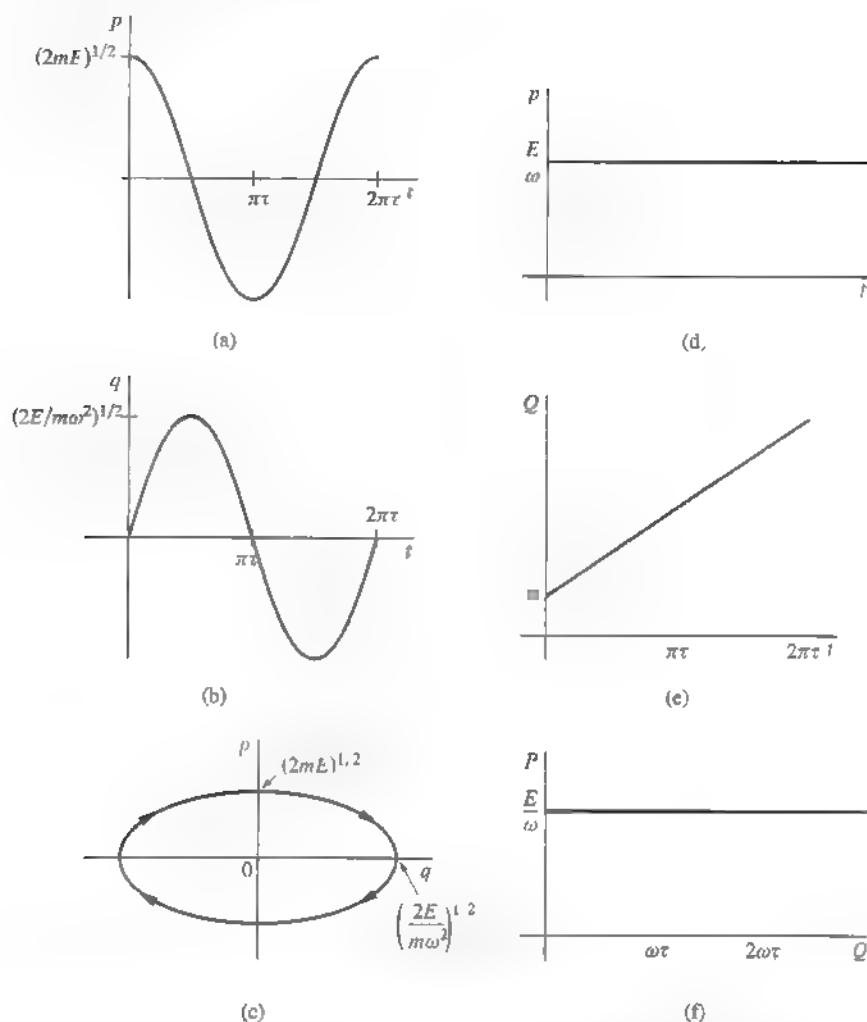 p
(2mE)^{1/2}
πτ
2πτ t
(a)
q
(2E/mω²)^{1/2}
2πτ
πτ
t
(b)
p
(2mE)^{1,2}
0
q
(2E/mω²)^{1 2}
(c)
p
E/ω
t
(d,
Q
πτ
2πτ t
(e)
P
E/ω
ωτ
2ωτ
Q
(f)